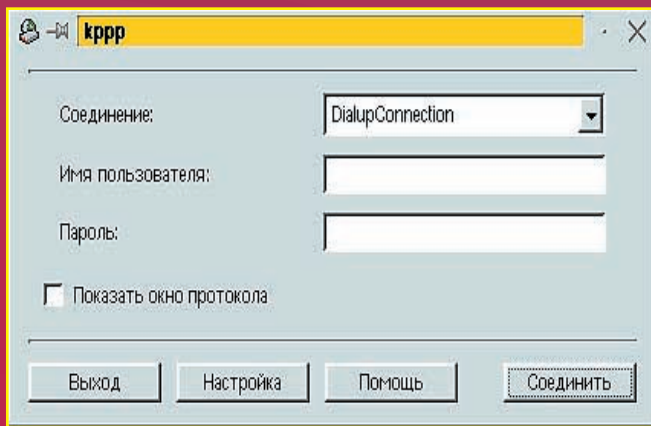 kppp
Соединение:
DialupConnection
Имя пользователя:
Пароль:
Показать окно протокола
Выход Настройка Помощь Соединить